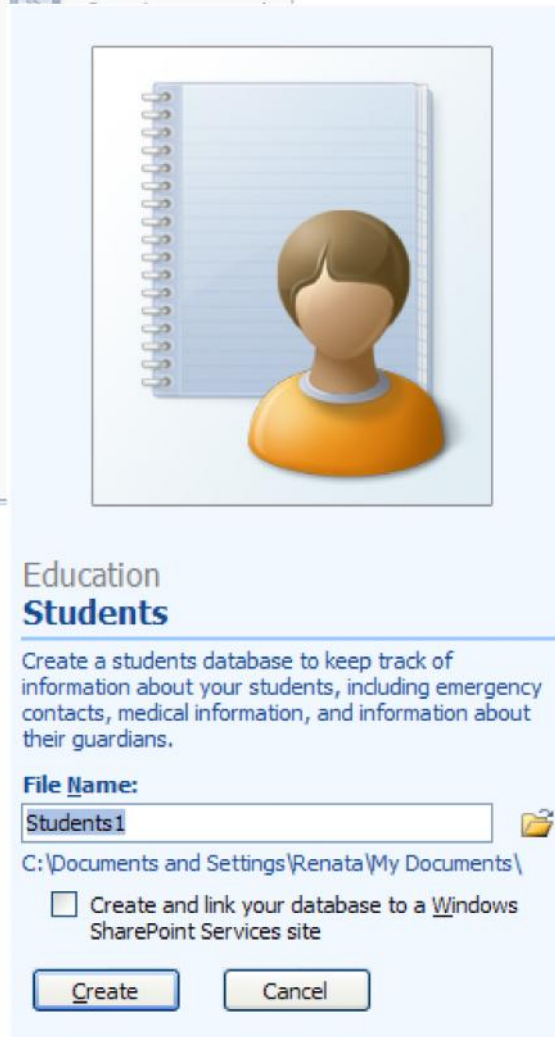 Education
Students
Create a students database to keep track of
information about your students, including emergency
contacts, medical information, and information about
their guardians.
File Name:
Students1
C:\Documents and Settings\Renata\My Documents\
Create and link your database to a Windows
SharePoint Services site
Create
Cancel